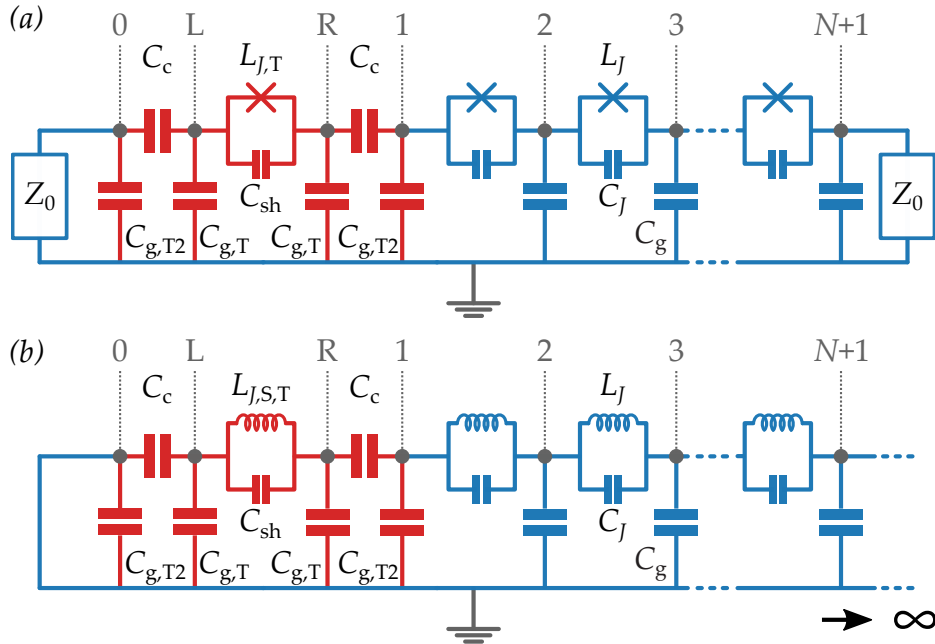 (a)
0 L R 1 2 3 N+1
C_c L_{J,T} C_c L_J
Z_0 C_sh C_J Z_0
C_{g,T2} C_{g,T} C_{g,T} C_{g,T2} C_g
(b)
0 L R 1 2 3 N+1
C_c L_{J,S,T} C_c L_J
C_sh C_J
C_{g,T2} C_{g,T} C_{g,T} C_{g,T2} C_g
→ ∞